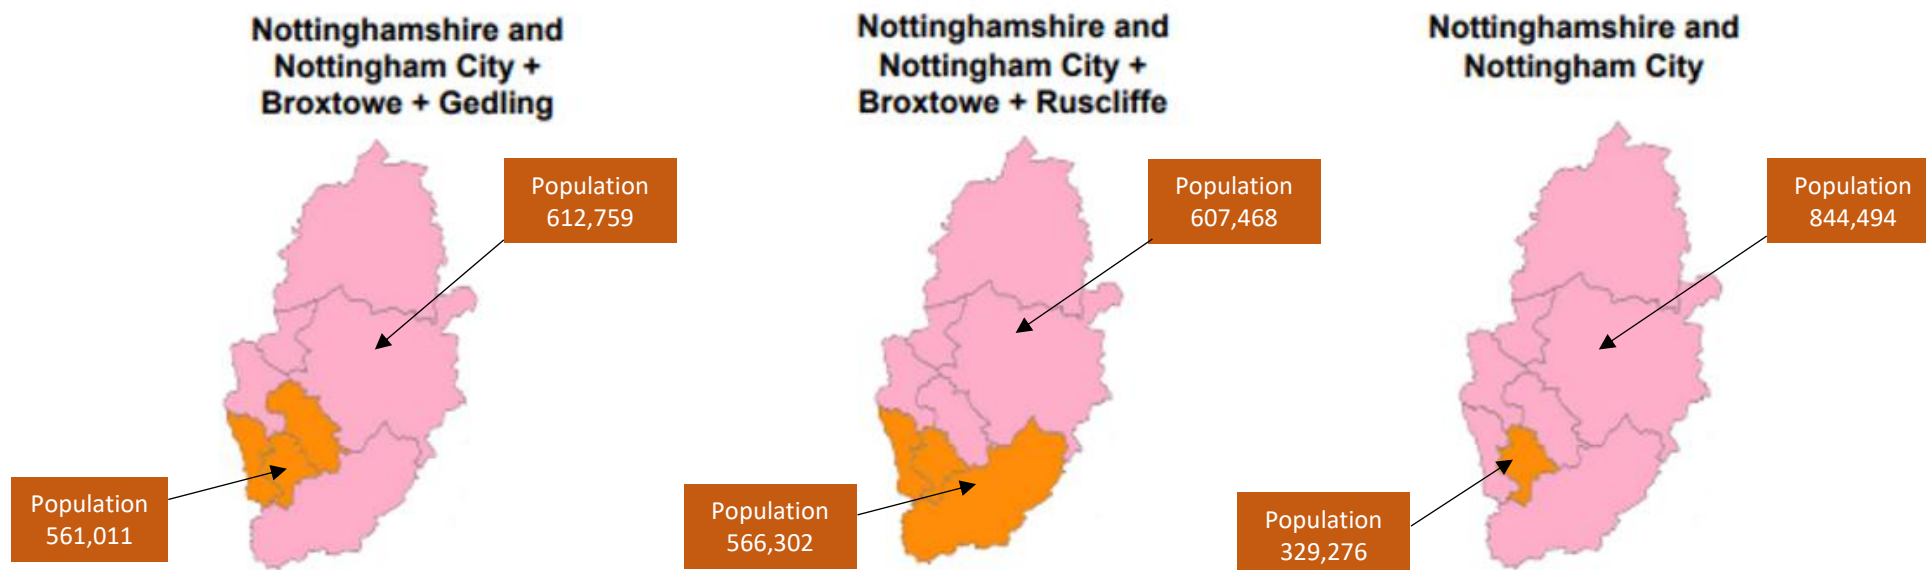 Nottinghamshire and
Nottingham City +
Broxtowe + Gedling
Population
612,759
Population
561,011
Nottinghamshire and
Nottingham City +
Broxtowe + Ruscliffe
Population
607,468
Population
566,302
Nottinghamshire and
Nottingham City
Population
844,494
Population
329,276